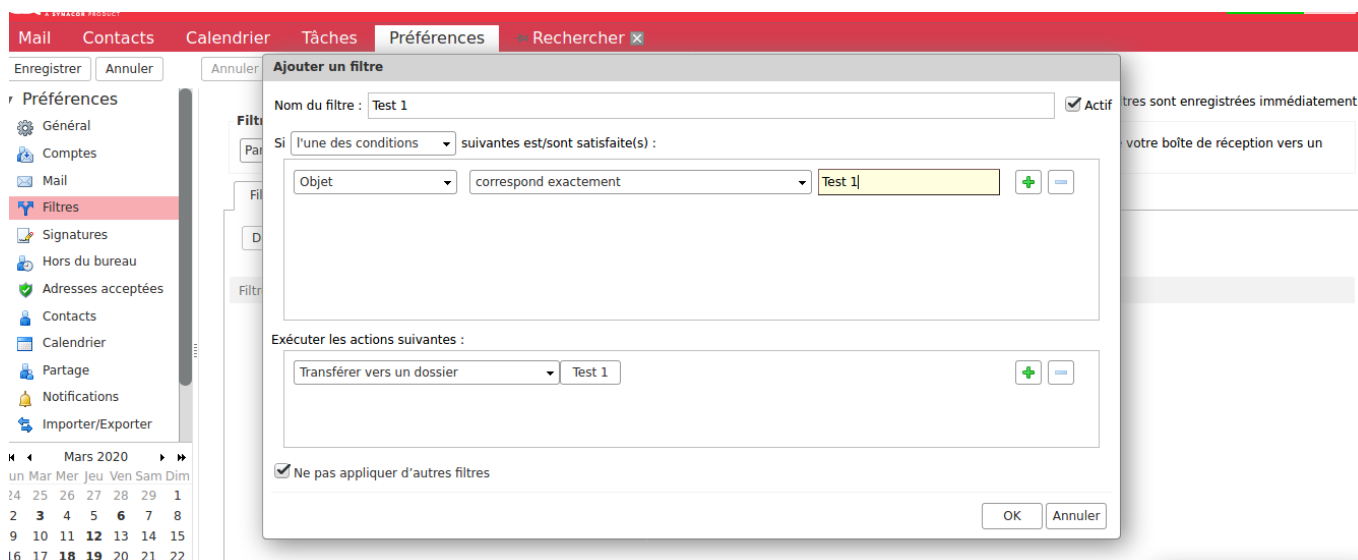 A SYNACOR PRODUCT
Mail Contacts Calendrier Tâches Préférences Rechercher
Enregistrer Annuler Annuler
Ajouter un filtre
Préférences
Nom du filtre : Test 1 Actif
tres sont enregistrées immédiatement
Général
Filt
Si l'une des conditions suivantes est/sont satisfaite(s) :
votre boîte de réception vers un
Comptes
Par
Mail
Objet correspond exactement Test 1
Fil
Filtres
Signatures
D
Hors du bureau
Adresses acceptées
Filtr
Contacts
Calendrier
Exécuter les actions suivantes :
Partage
Transférer vers un dossier Test 1
Notifications
Importer/Exporter
Mars 2020
un Mar Mer Jeu Ven Sam Dim
Ne pas appliquer d'autres filtres
24 25 26 27 28 29 1
2 3 4 5 6 7 8
OK Annuler
9 10 11 12 13 14 15
16 17 18 19 20 21 22